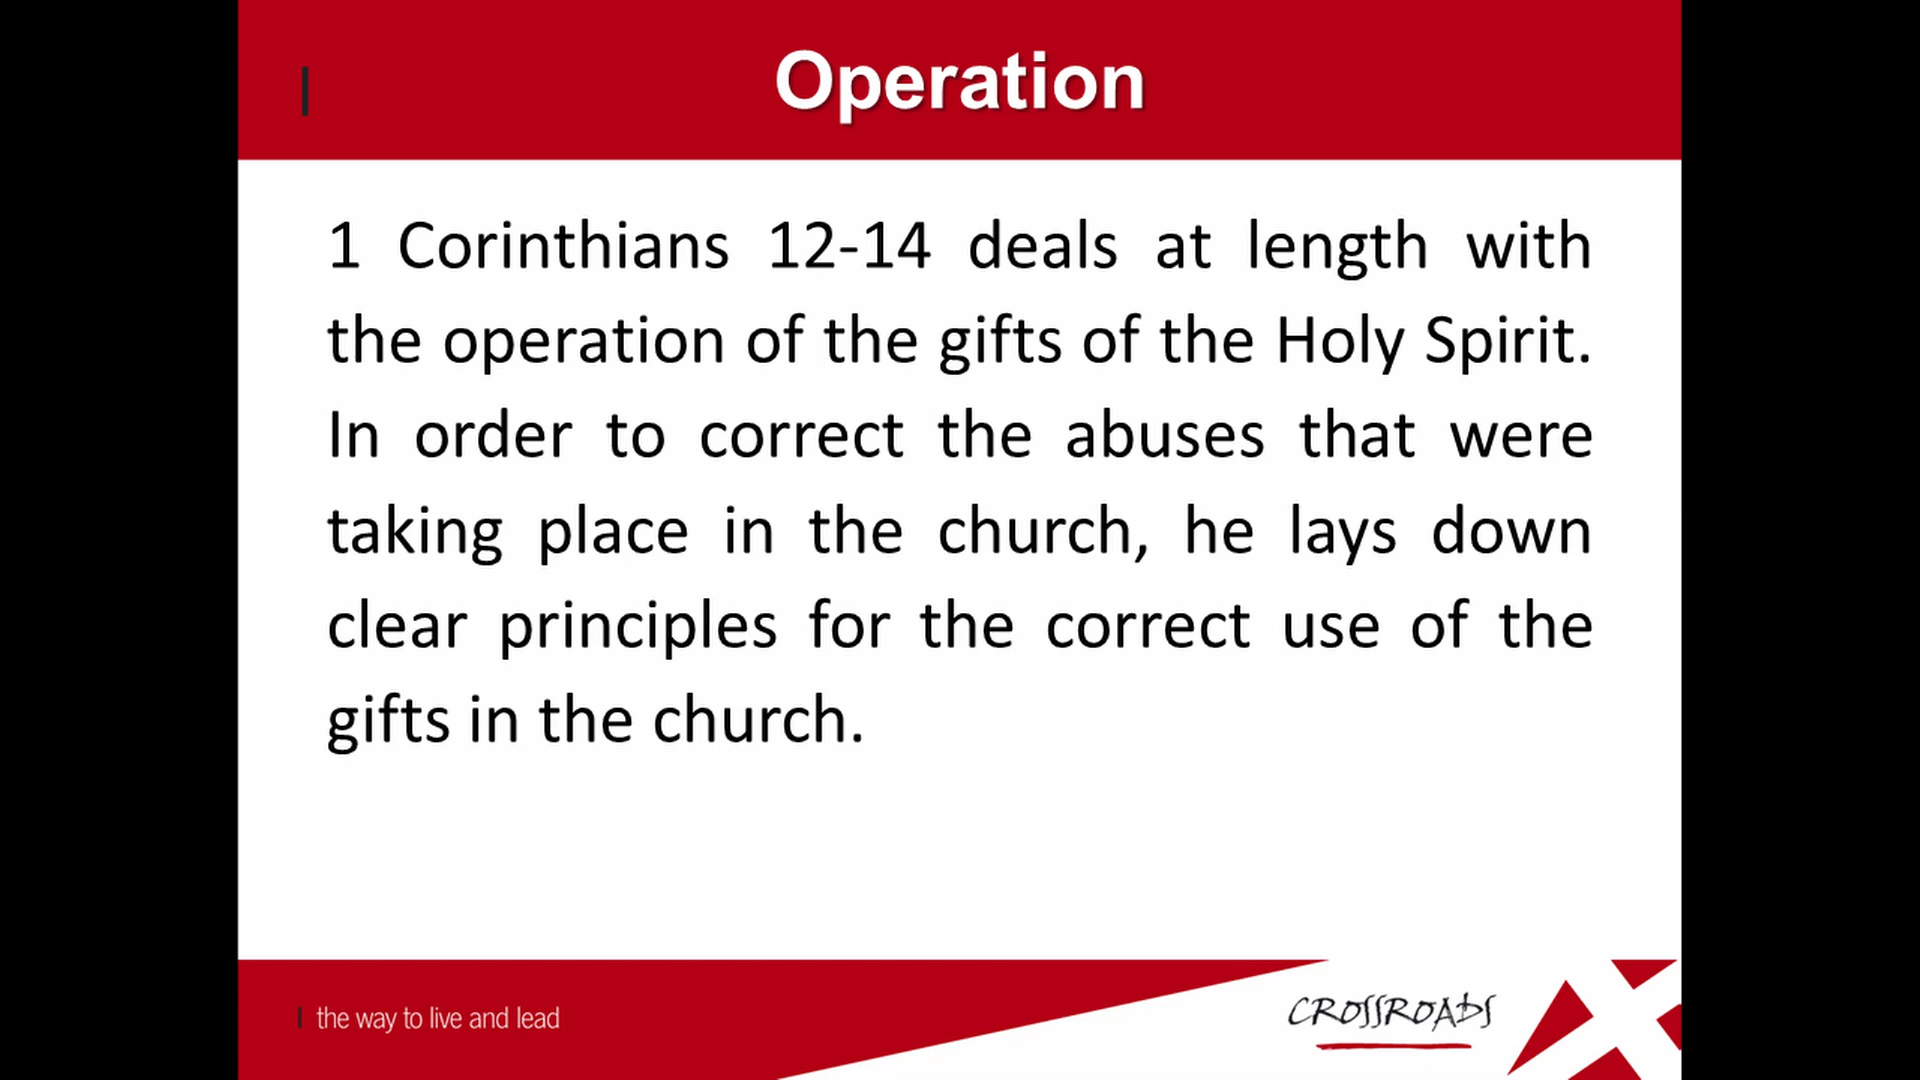 Operation
1 Corinthians 12-14 deals at length with
the operation of the gifts of the Holy Spirit.
In order to correct the abuses that were
taking place in the church, he lays down
clear principles for the correct use of the
gifts in the church.
the way to live and lead
CROSSROADS